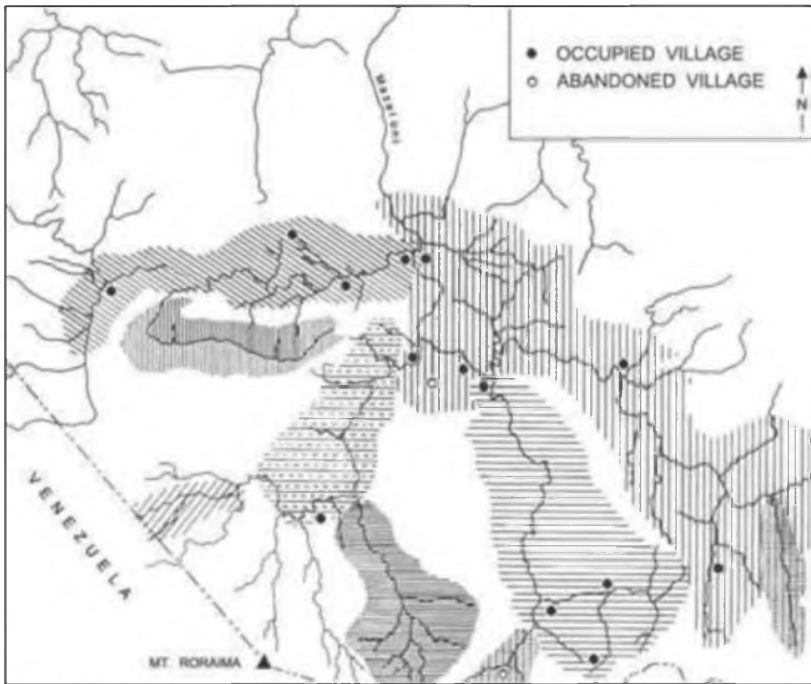 OCCUPIED VILLAGE
ABANDONED VILLAGE
N
Mazaruni
VENEZUELA
MT. RORAIMA